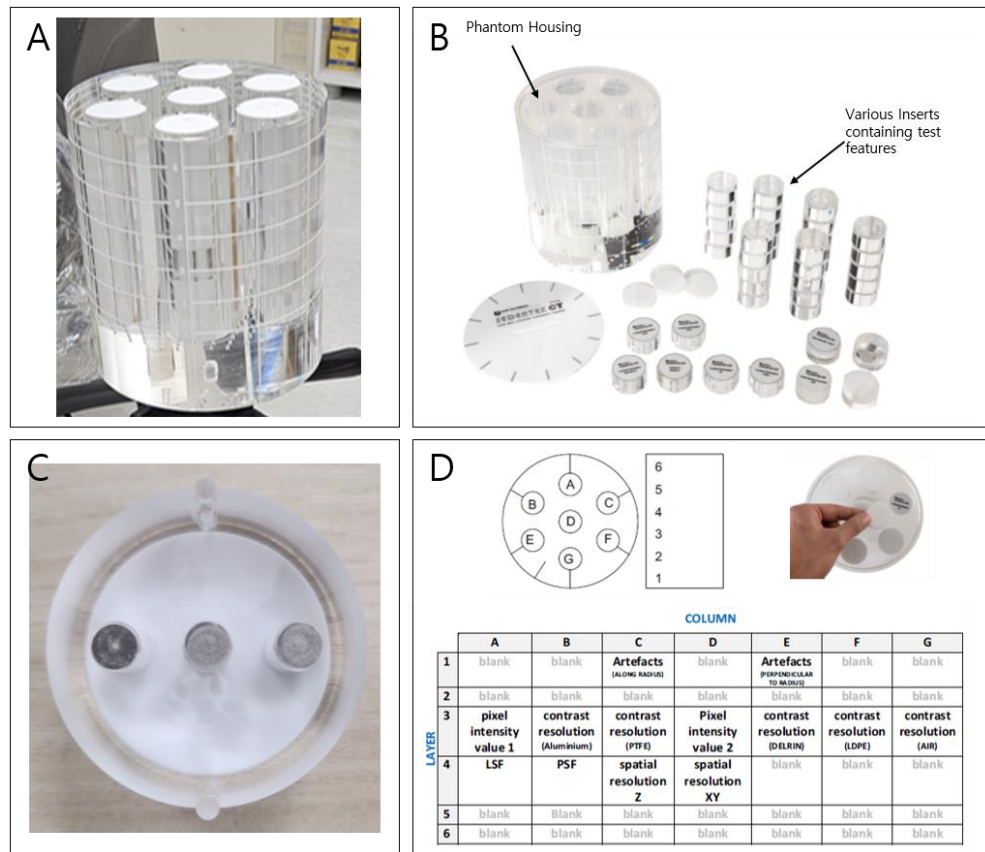 A
B
Phantom Housing
Various Inserts
containing test
features
SEDENTEX CT
C
D
A
B
C
D
E
F
G
6
5
4
3
2
1
COLUMN
A B C D E F G
LAYER
1 blank blank Artefacts (ALONG RADIUS) blank Artefacts (PERPENDICULAR TO RADIUS) blank blank
2 blank blank blank blank blank blank blank
3 pixel intensity value 1 contrast resolution (Aluminium) contrast resolution (PTFE) Pixel intensity value 2 contrast resolution (DELRIN) contrast resolution (LDPE) contrast resolution (AIR)
4 LSF PSF spatial resolution Z spatial resolution XY blank blank blank
5 blank Blank blank blank blank blank blank
6 blank blank blank blank blank blank blank